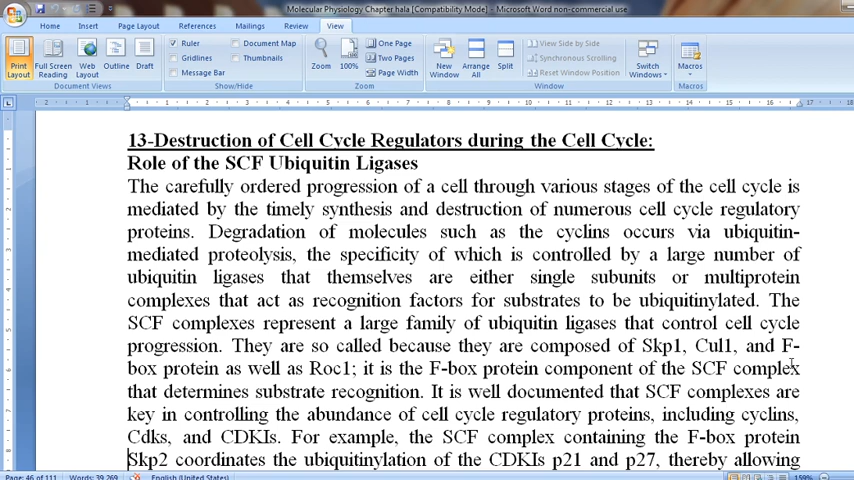 Molecular Physiology Chapter hala [Compatibility Mode] - Microsoft Word non-commercial use
Home Insert Page Layout References Mailings Review View
Print Layout Full Screen Reading Web Layout Outline Draft
Document Views
Ruler Document Map
Gridlines Thumbnails
Message Bar
Show/Hide
Zoom 100% One Page
Two Pages
Page Width
Zoom
New Window Arrange All Split View Side by Side
Synchronous Scrolling
Reset Window Position
Switch Windows
Window
Macros
Macros
13-Destruction of Cell Cycle Regulators during the Cell Cycle:
Role of the SCF Ubiquitin Ligases
The carefully ordered progression of a cell through various stages of the cell cycle is
mediated by the timely synthesis and destruction of numerous cell cycle regulatory
proteins. Degradation of molecules such as the cyclins occurs via ubiquitin-
mediated proteolysis, the specificity of which is controlled by a large number of
ubiquitin ligases that themselves are either single subunits or multiprotein
complexes that act as recognition factors for substrates to be ubiquitinylated. The
SCF complexes represent a large family of ubiquitin ligases that control cell cycle
progression. They are so called because they are composed of Skp1, Cul1, and F-
box protein as well as Roc1; it is the F-box protein component of the SCF complex
that determines substrate recognition. It is well documented that SCF complexes are
key in controlling the abundance of cell cycle regulatory proteins, including cyclins,
Cdks, and CDKIs. For example, the SCF complex containing the F-box protein
Skp2 coordinates the ubiquitinylation of the CDKIs p21 and p27, thereby allowing
Page: 46 of 111 Words: 39,269 English (United States) 159%